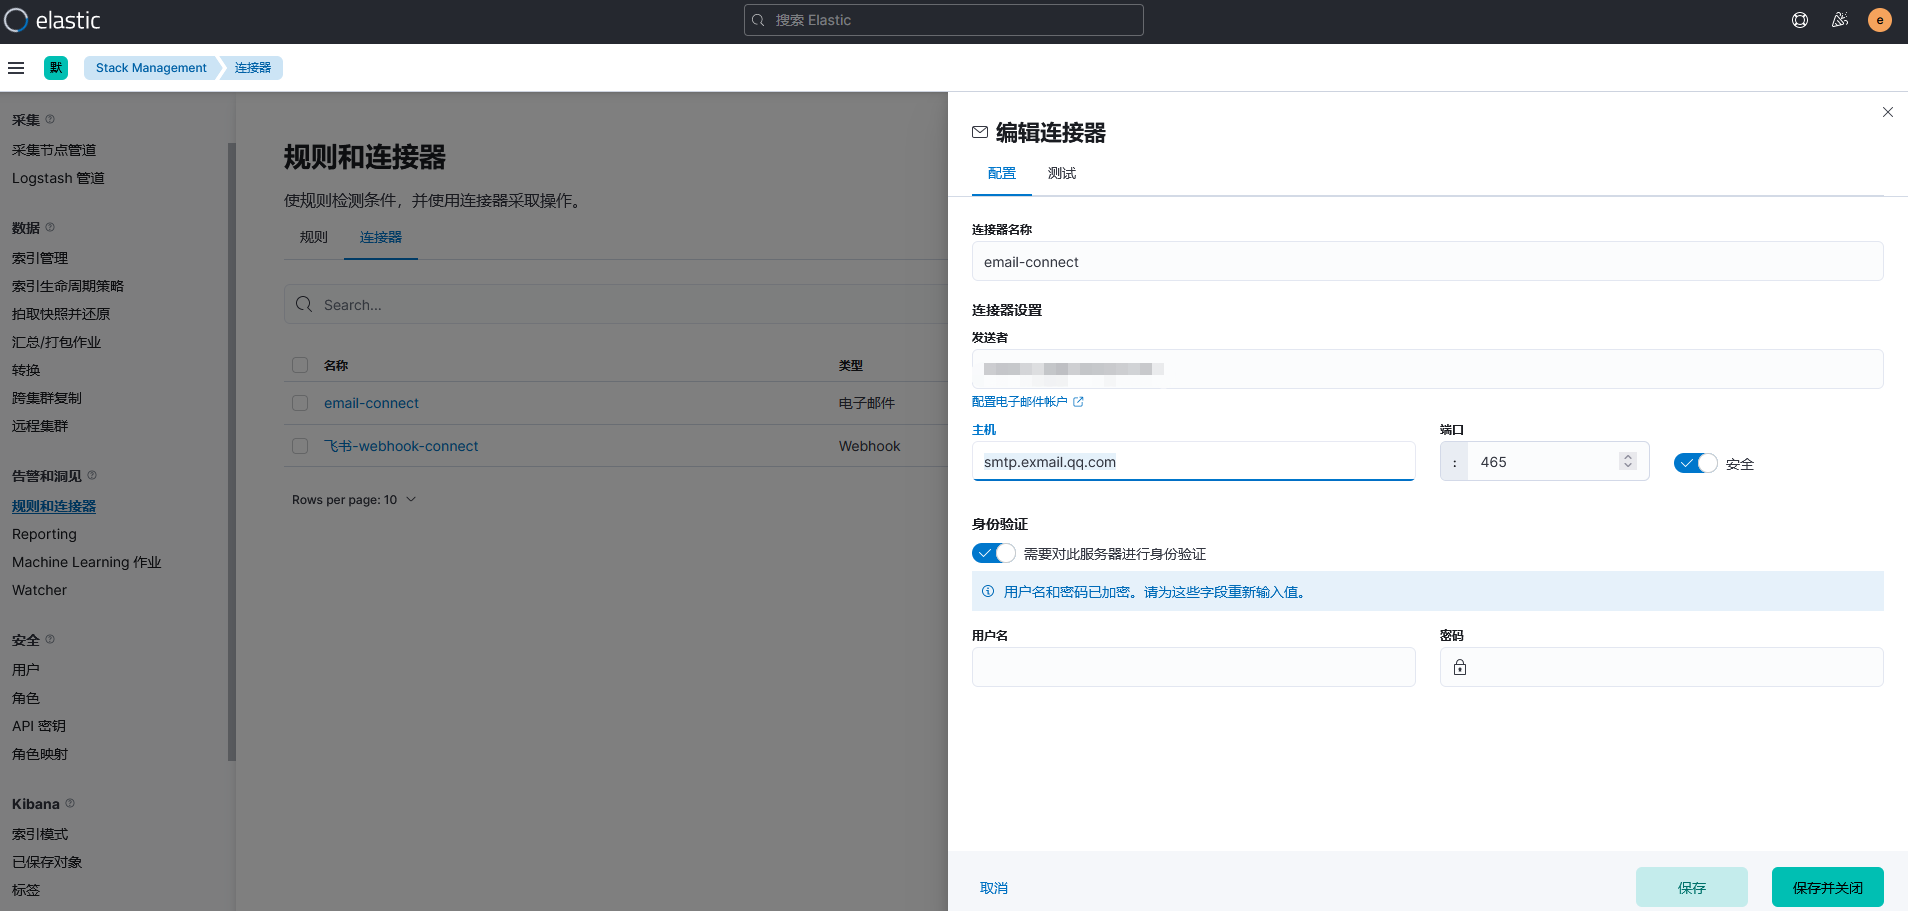 elastic
搜索 Elastic
e
默
Stack Management
连接器
采集
采集节点管道
Logstash 管道
数据
索引管理
索引生命周期策略
拍取快照并还原
汇总/打包作业
转换
跨集群复制
远程集群
告警和洞见
规则和连接器
Reporting
Machine Learning 作业
Watcher
安全
用户
角色
API 密钥
角色映射
Kibana
索引模式
已保存对象
标签
规则和连接器
使规则检测条件，并使用连接器采取操作。
规则
连接器
Search...
名称
类型
email-connect
电子邮件
飞书-webhook-connect
Webhook
Rows per page: 10
编辑连接器
配置
测试
连接器名称
email-connect
连接器设置
发送者
配置电子邮件帐户
主机
端口
smtp.exmail.qq.com
:
465
安全
身份验证
需要对此服务器进行身份验证
用户名和密码已加密。请为这些字段重新输入值。
用户名
密码
取消
保存
保存并关闭